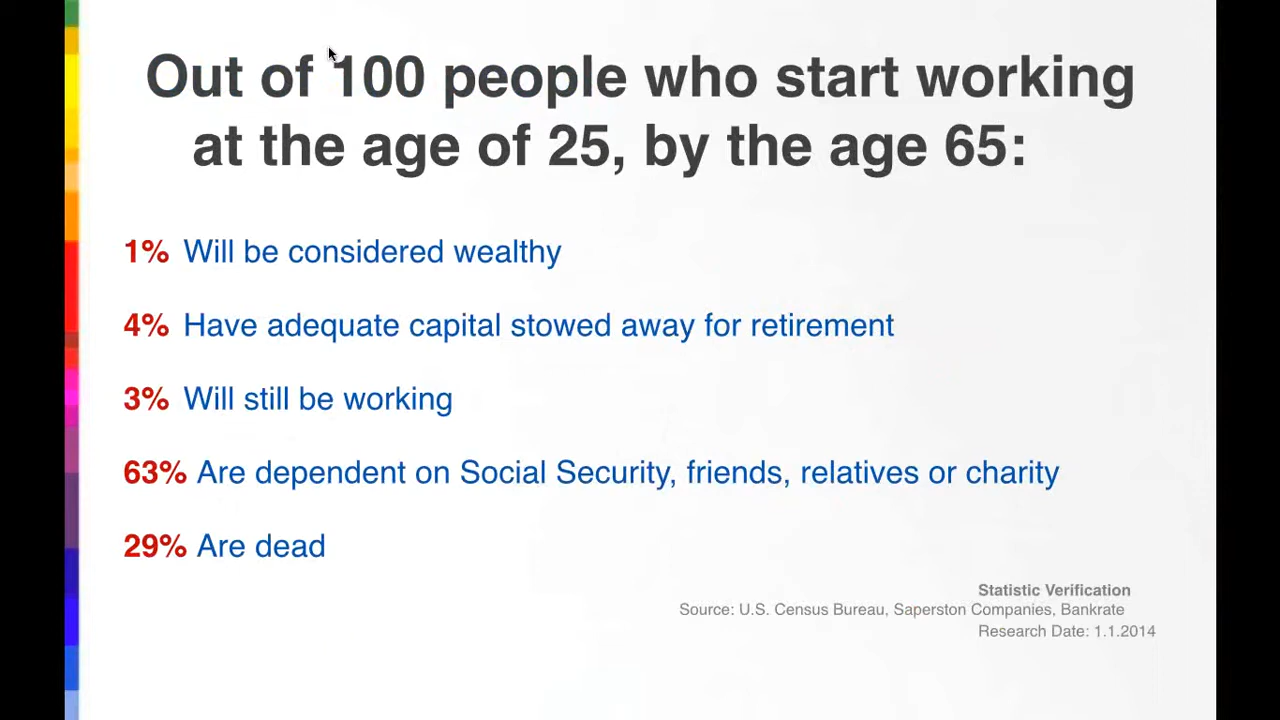 Out of 100 people who start working
at the age of 25, by the age 65:
1% Will be considered wealthy
4% Have adequate capital stowed away for retirement
3% Will still be working
63% Are dependent on Social Security, friends, relatives or charity
29% Are dead
Statistic Verification
Source: U.S. Census Bureau, Saperston Companies, Bankrate
Research Date: 1.1.2014